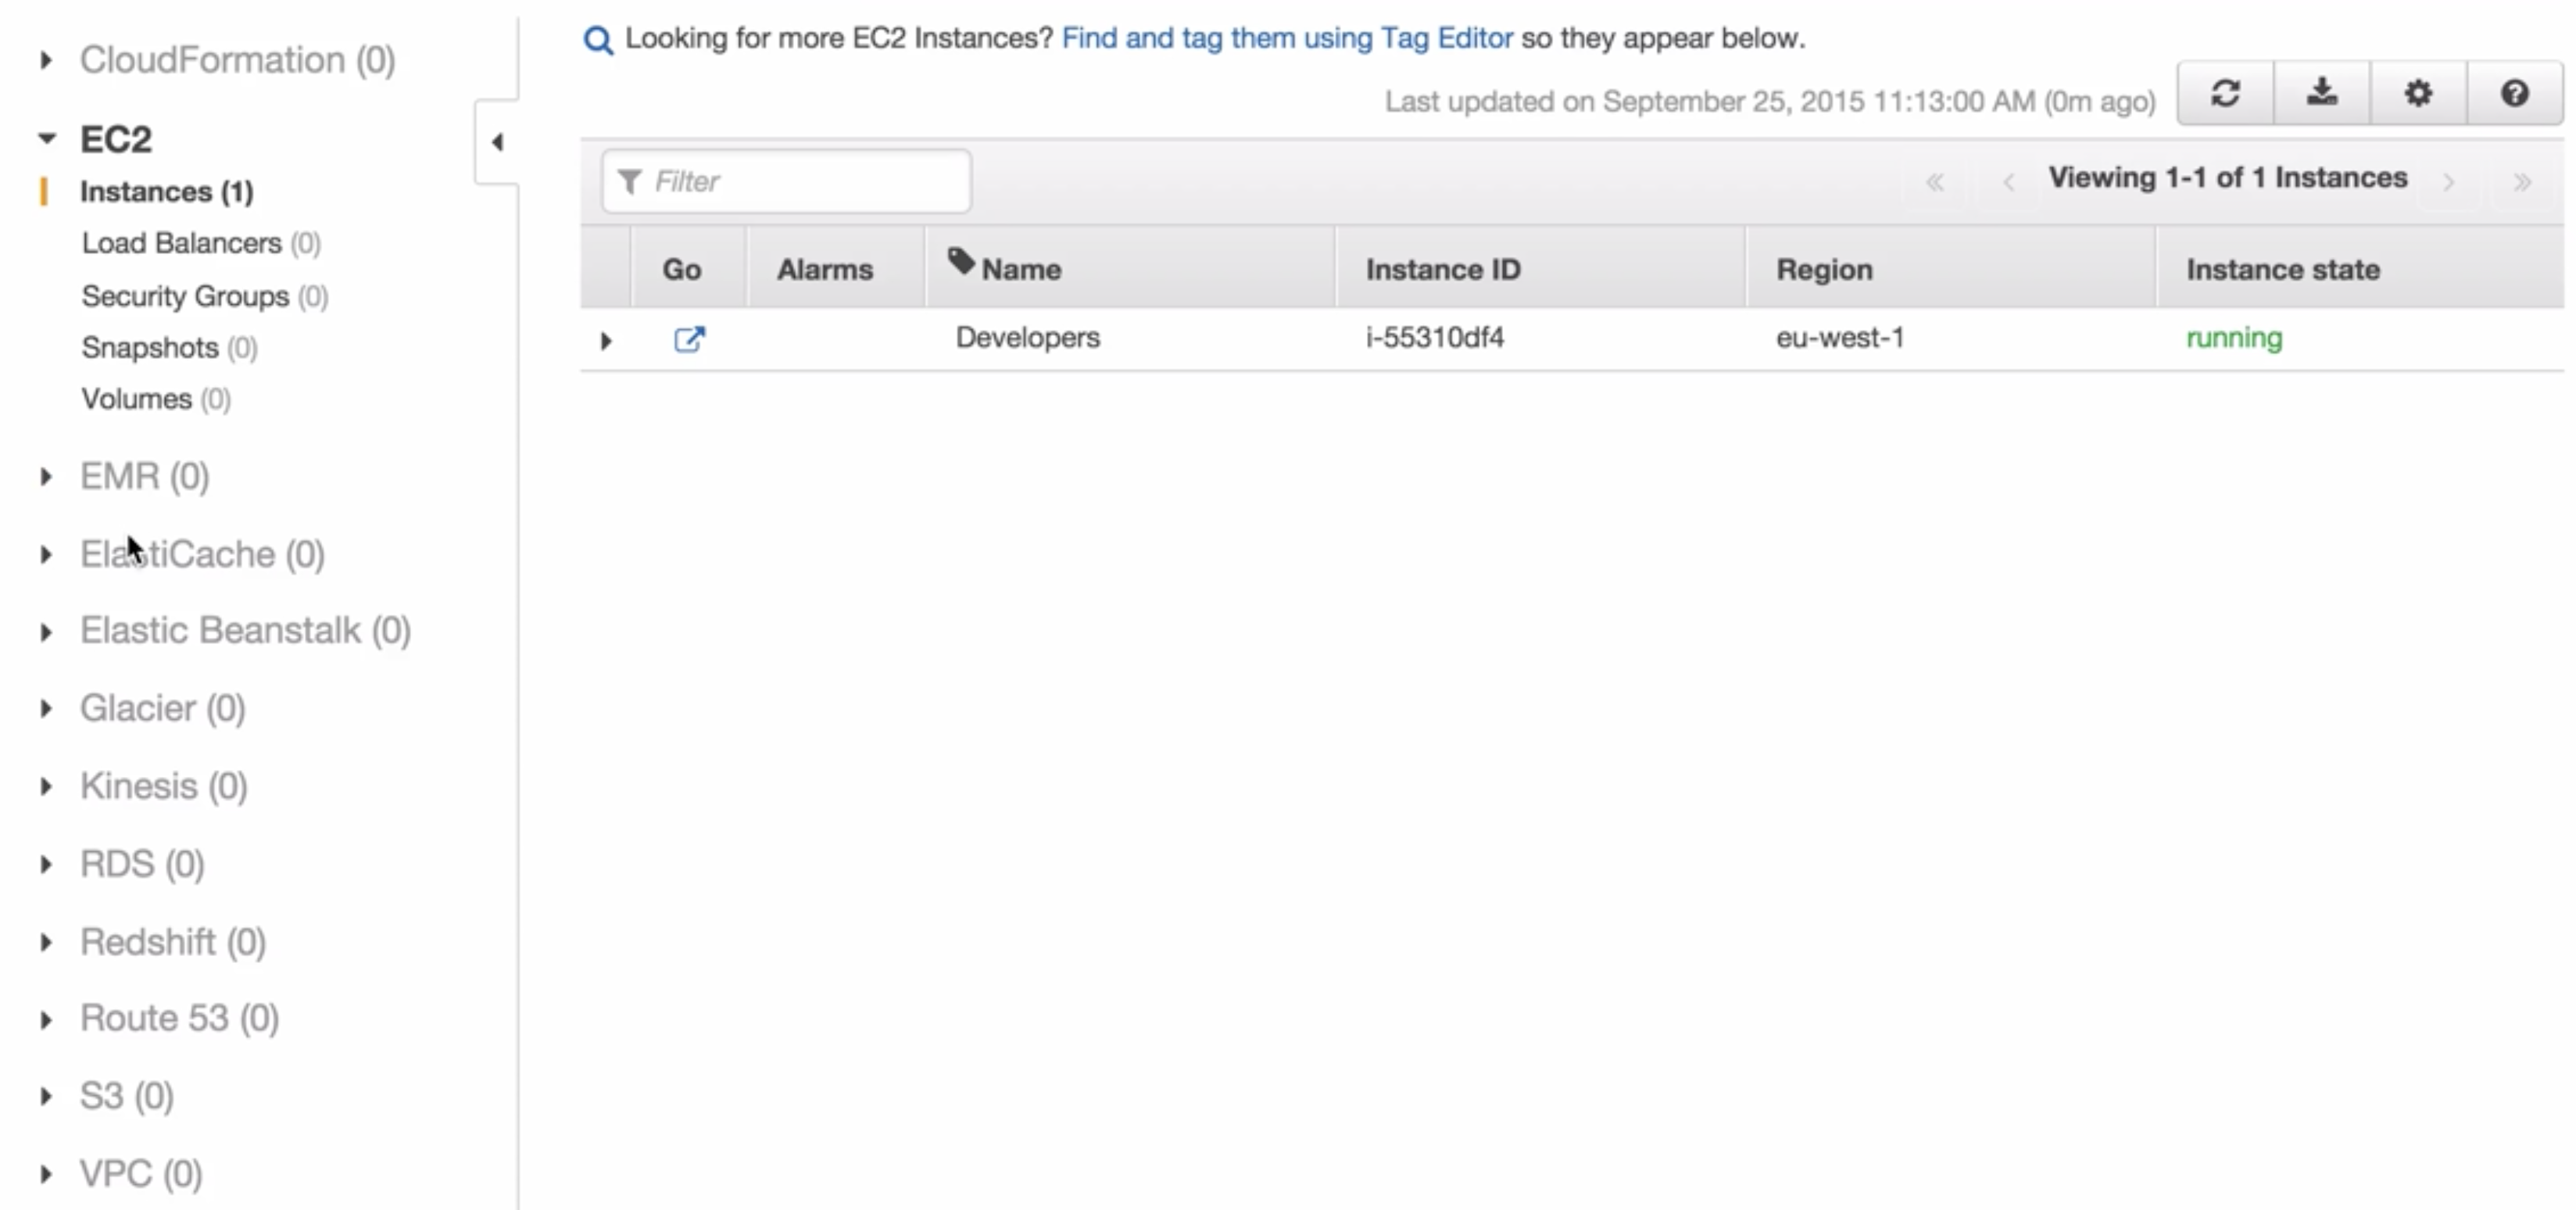 CloudFormation (0)
EC2
Instances (1)
Load Balancers (0)
Security Groups (0)
Snapshots (0)
Volumes (0)
EMR (0)
ElastiCache (0)
Elastic Beanstalk (0)
Glacier (0)
Kinesis (0)
RDS (0)
Redshift (0)
Route 53 (0)
S3 (0)
VPC (0)
Looking for more EC2 Instances? Find and tag them using Tag Editor so they appear below.
Last updated on September 25, 2015 11:13:00 AM (0m ago)
Filter
Viewing 1-1 of 1 Instances
Go Alarms Name Instance ID Region Instance state
Developers i-55310df4 eu-west-1 running